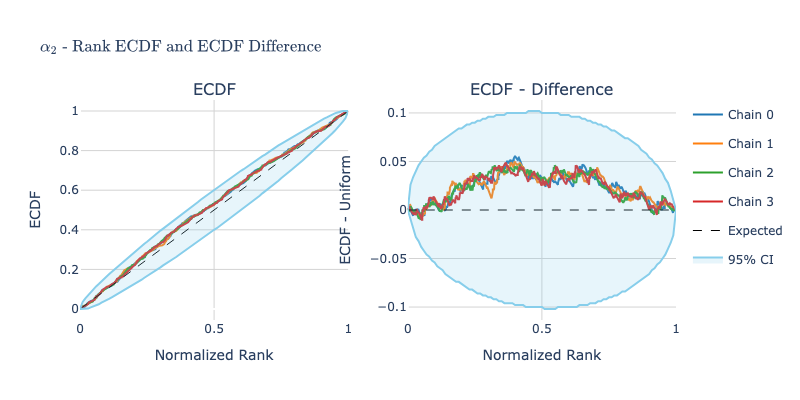 α₂ - Rank ECDF and ECDF Difference
ECDF
ECDF
1
0.8
0.6
0.4
0.2
0
0
0.5
1
Normalized Rank
ECDF - Difference
ECDF - Uniform
0.1
0.05
0
−0.05
−0.1
0
0.5
1
Normalized Rank
Chain 0
Chain 1
Chain 2
Chain 3
Expected
95% CI